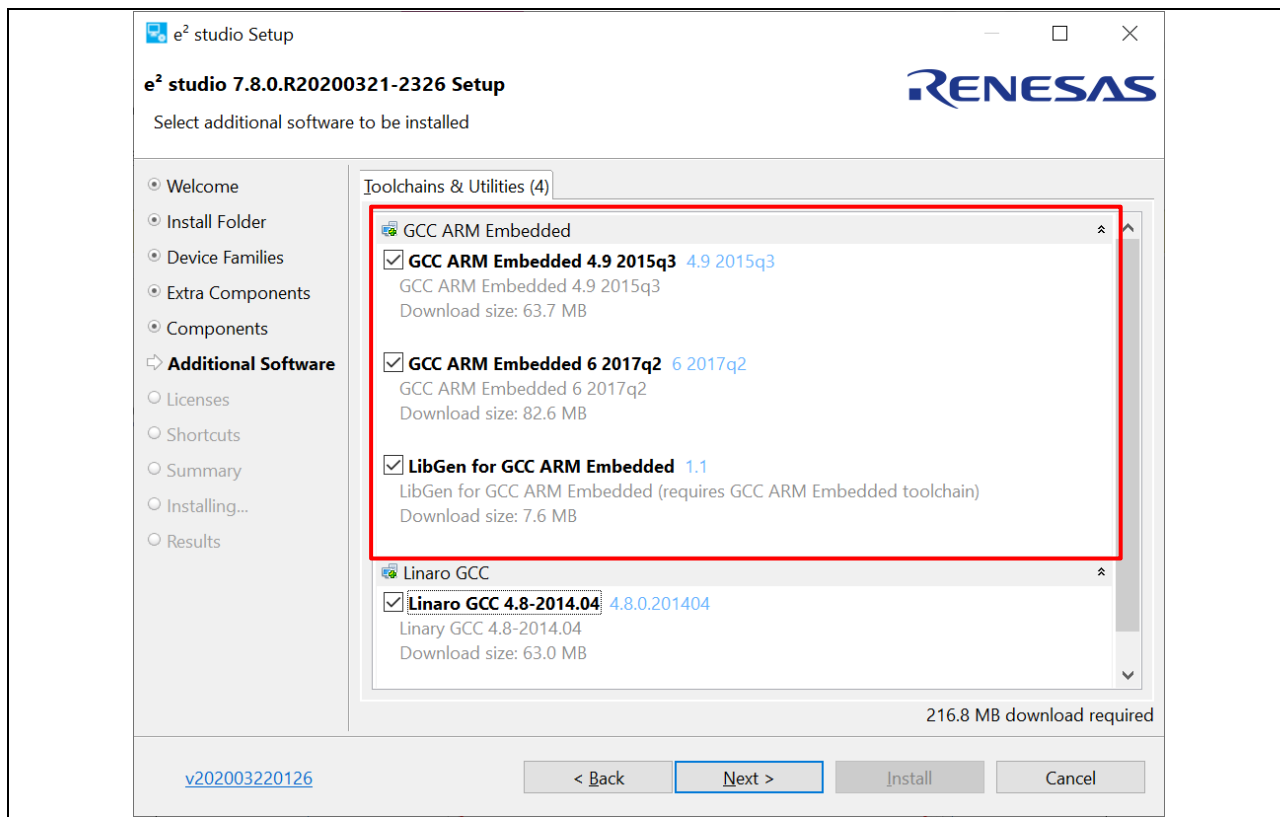 e² studio Setup
e² studio 7.8.0.R20200321-2326 Setup
RENESAS
Select additional software to be installed
Welcome
Install Folder
Device Families
Extra Components
Components
Additional Software
Licenses
Shortcuts
Summary
Installing...
Results
Toolchains & Utilities (4)
GCC ARM Embedded
GCC ARM Embedded 4.9 2015q3 4.9 2015q3
GCC ARM Embedded 4.9 2015q3
Download size: 63.7 MB
GCC ARM Embedded 6 2017q2 6 2017q2
GCC ARM Embedded 6 2017q2
Download size: 82.6 MB
LibGen for GCC ARM Embedded 1.1
LibGen for GCC ARM Embedded (requires GCC ARM Embedded toolchain)
Download size: 7.6 MB
Linaro GCC
Linaro GCC 4.8-2014.04 4.8.0.201404
Linary GCC 4.8-2014.04
Download size: 63.0 MB
216.8 MB download required
v202003220126
< Back
Next >
Install
Cancel